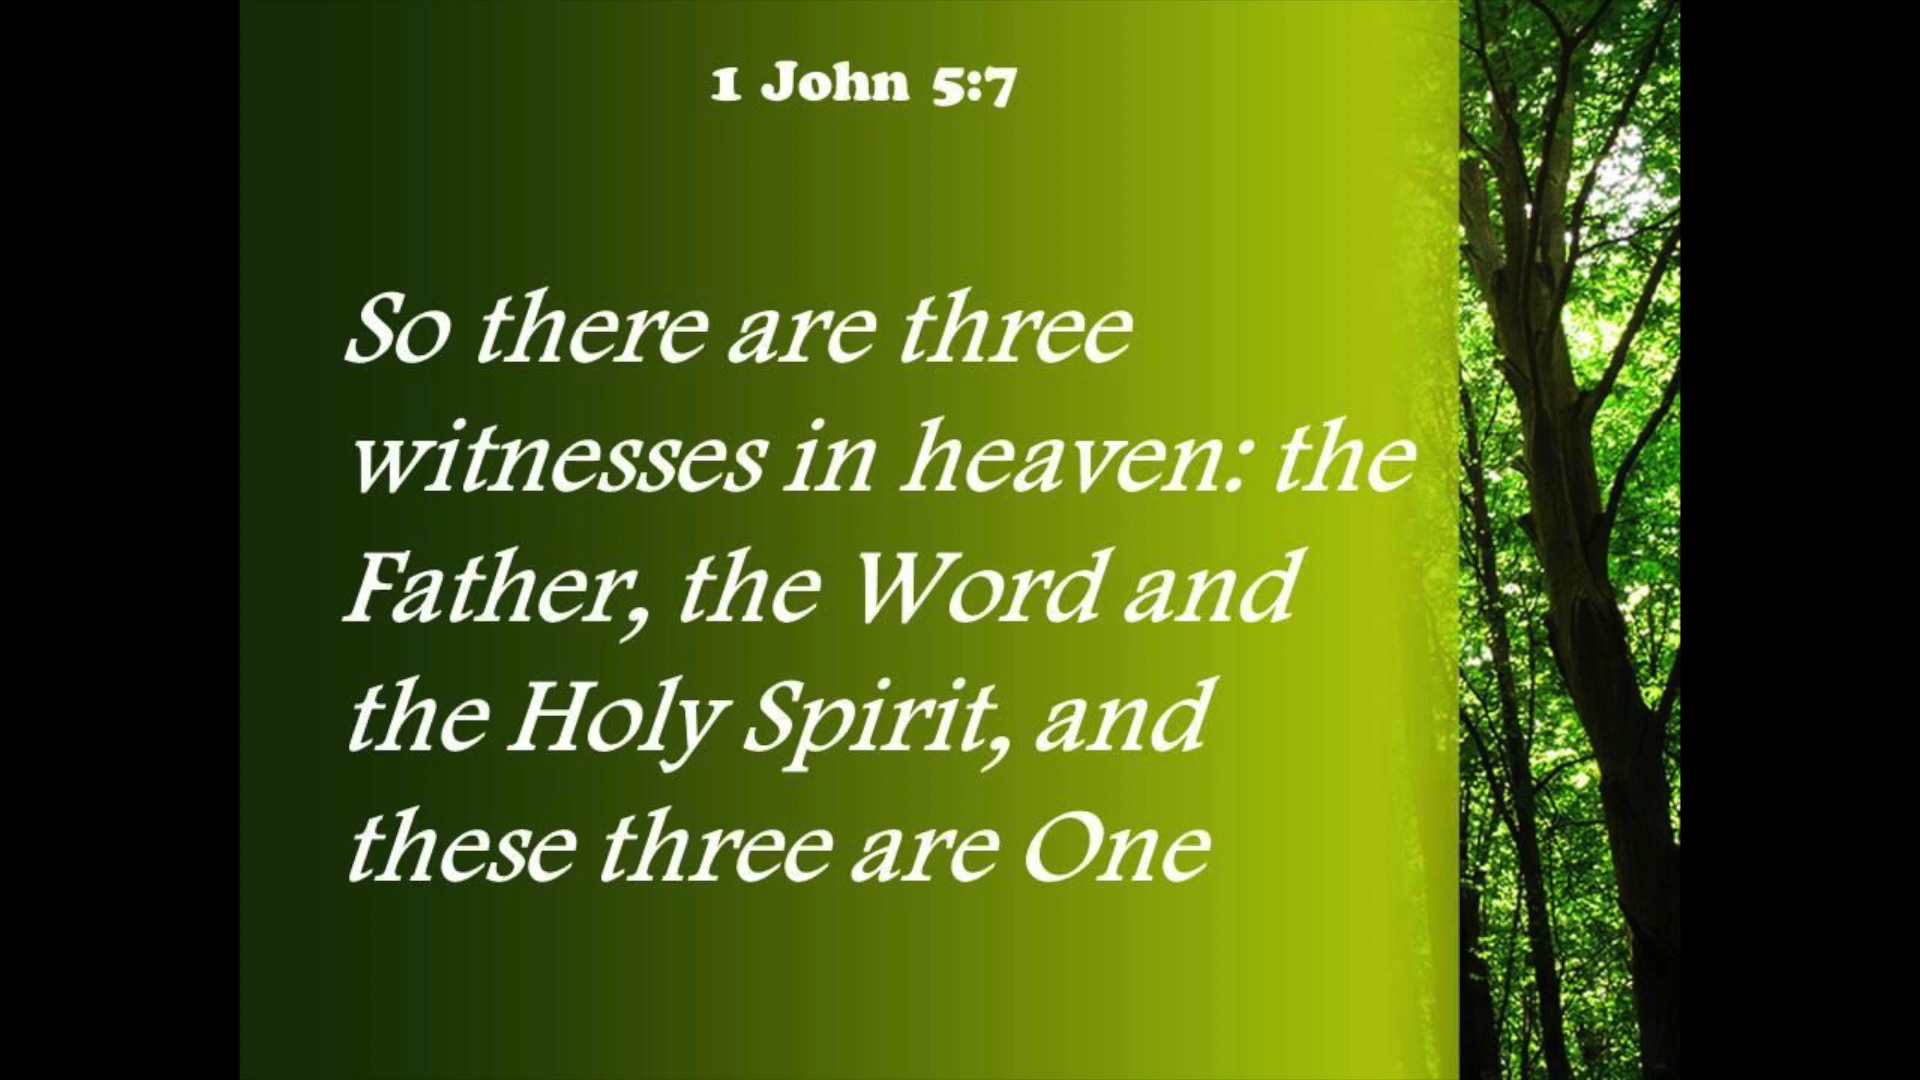 1 John 5:7
So there are three
witnesses in heaven: the
Father, the Word and
the Holy Spirit, and
these three are One